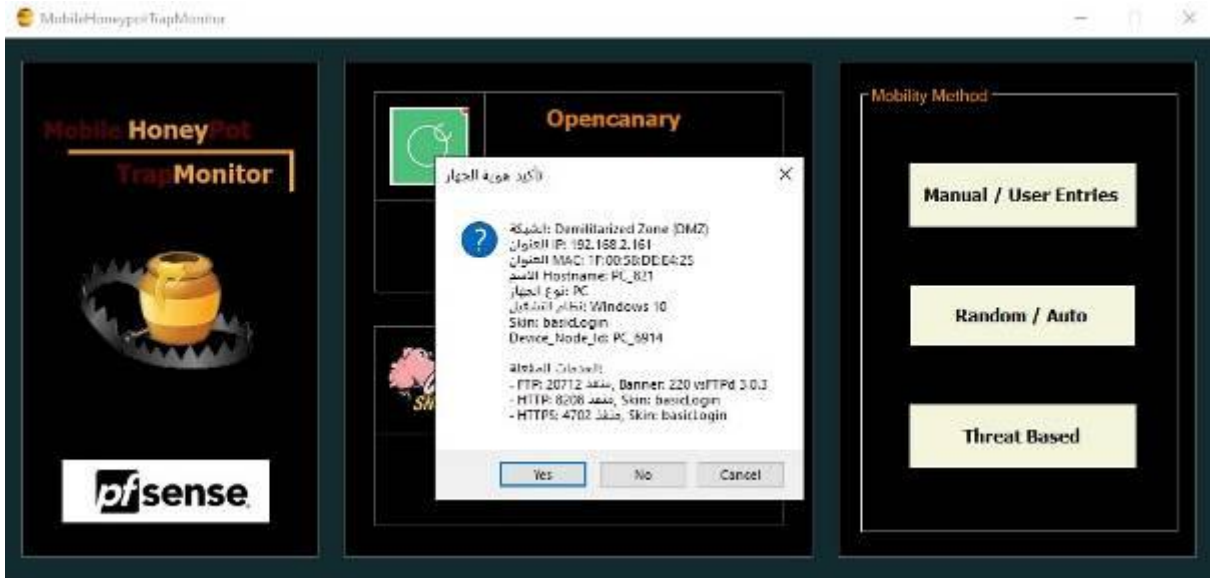 MobileHoneypotTrapMonitor
Mobile HoneyPot
TrapMonitor
pfsense
Opencanary
تأكيد هوية الجهاز
الشبكة: Demilitarized Zone (DMZ)
العنوان IP: 192.168.2.161
العنوان MAC: 1F:00:58:DE:E4:25
الاسم Hostname: PC_821
نوع الجهاز: PC
نظام التشغيل: Windows 10
Skin: basicLogin
Device_Node_Id: PC_6914
الخدمات المفعلة:
- FTP: منفذ 20712, Banner: 220 vsFTPd 3.0.3
- HTTP: منفذ 8208, Skin: basicLogin
- HTTPS: منفذ 4702, Skin: basicLogin
Yes
No
Cancel
Mobility Method
Manual / User Entries
Random / Auto
Threat Based